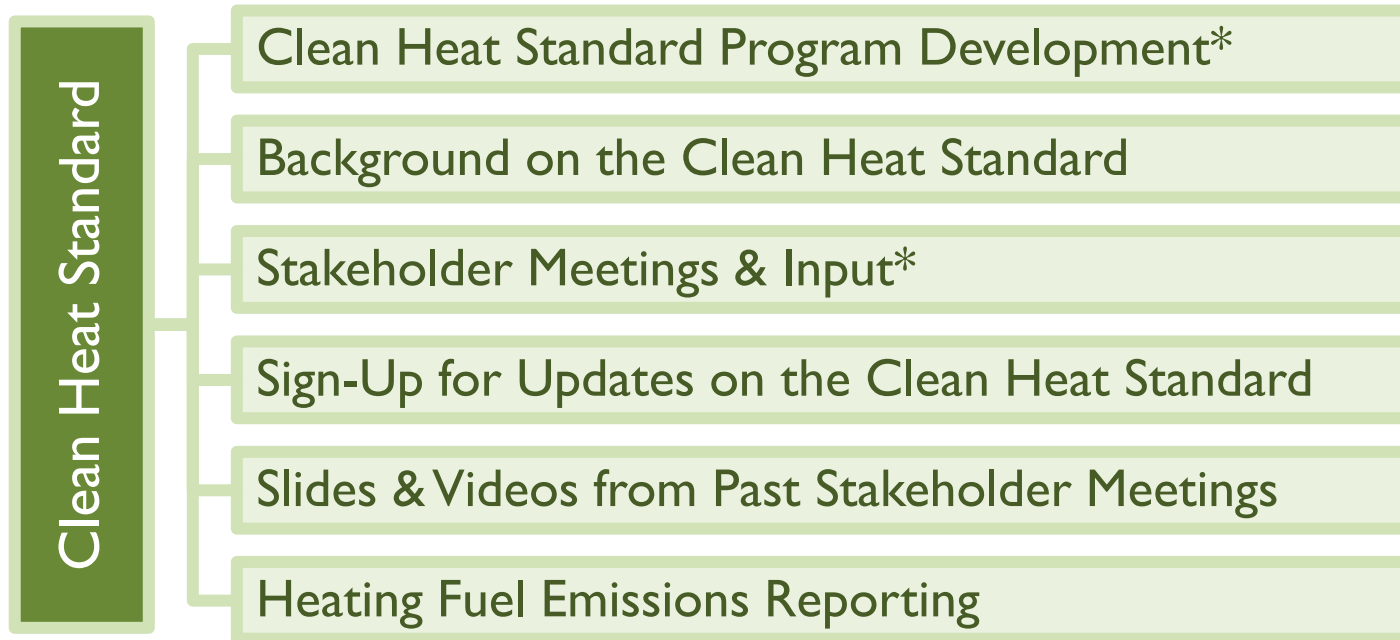 Clean Heat Standard
Clean Heat Standard Program Development*
Background on the Clean Heat Standard
Stakeholder Meetings & Input*
Sign-Up for Updates on the Clean Heat Standard
Slides & Videos from Past Stakeholder Meetings
Heating Fuel Emissions Reporting